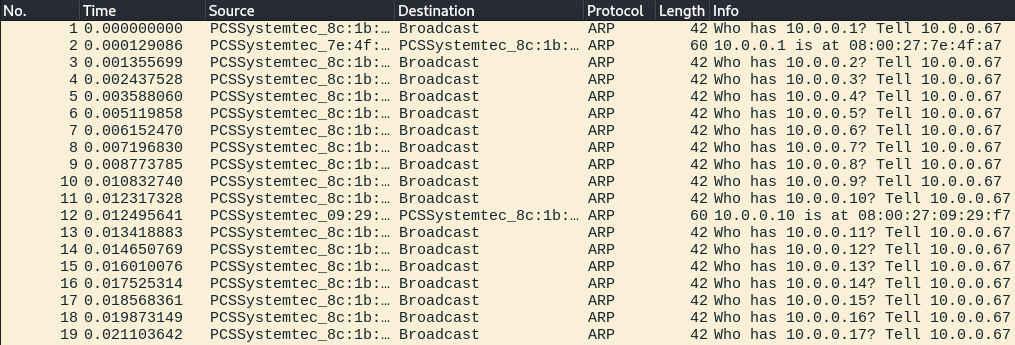 No. Time Source Destination Protocol Length Info
1 0.000000000 PCSSystemtec_8c:1b:… Broadcast ARP 42 Who has 10.0.0.1? Tell 10.0.0.67
2 0.000129086 PCSSystemtec_7e:4f:… PCSSystemtec_8c:1b:… ARP 60 10.0.0.1 is at 08:00:27:7e:4f:a7
3 0.001355699 PCSSystemtec_8c:1b:… Broadcast ARP 42 Who has 10.0.0.2? Tell 10.0.0.67
4 0.002437528 PCSSystemtec_8c:1b:… Broadcast ARP 42 Who has 10.0.0.3? Tell 10.0.0.67
5 0.003588060 PCSSystemtec_8c:1b:… Broadcast ARP 42 Who has 10.0.0.4? Tell 10.0.0.67
6 0.005119858 PCSSystemtec_8c:1b:… Broadcast ARP 42 Who has 10.0.0.5? Tell 10.0.0.67
7 0.006152470 PCSSystemtec_8c:1b:… Broadcast ARP 42 Who has 10.0.0.6? Tell 10.0.0.67
8 0.007196830 PCSSystemtec_8c:1b:… Broadcast ARP 42 Who has 10.0.0.7? Tell 10.0.0.67
9 0.008773785 PCSSystemtec_8c:1b:… Broadcast ARP 42 Who has 10.0.0.8? Tell 10.0.0.67
10 0.010832740 PCSSystemtec_8c:1b:… Broadcast ARP 42 Who has 10.0.0.9? Tell 10.0.0.67
11 0.012317328 PCSSystemtec_8c:1b:… Broadcast ARP 42 Who has 10.0.0.10? Tell 10.0.0.67
12 0.012495641 PCSSystemtec_09:29:… PCSSystemtec_8c:1b:… ARP 60 10.0.0.10 is at 08:00:27:09:29:f7
13 0.013418883 PCSSystemtec_8c:1b:… Broadcast ARP 42 Who has 10.0.0.11? Tell 10.0.0.67
14 0.014650769 PCSSystemtec_8c:1b:… Broadcast ARP 42 Who has 10.0.0.12? Tell 10.0.0.67
15 0.016010076 PCSSystemtec_8c:1b:… Broadcast ARP 42 Who has 10.0.0.13? Tell 10.0.0.67
16 0.017525314 PCSSystemtec_8c:1b:… Broadcast ARP 42 Who has 10.0.0.14? Tell 10.0.0.67
17 0.018568361 PCSSystemtec_8c:1b:… Broadcast ARP 42 Who has 10.0.0.15? Tell 10.0.0.67
18 0.019873149 PCSSystemtec_8c:1b:… Broadcast ARP 42 Who has 10.0.0.16? Tell 10.0.0.67
19 0.021103642 PCSSystemtec_8c:1b:… Broadcast ARP 42 Who has 10.0.0.17? Tell 10.0.0.67